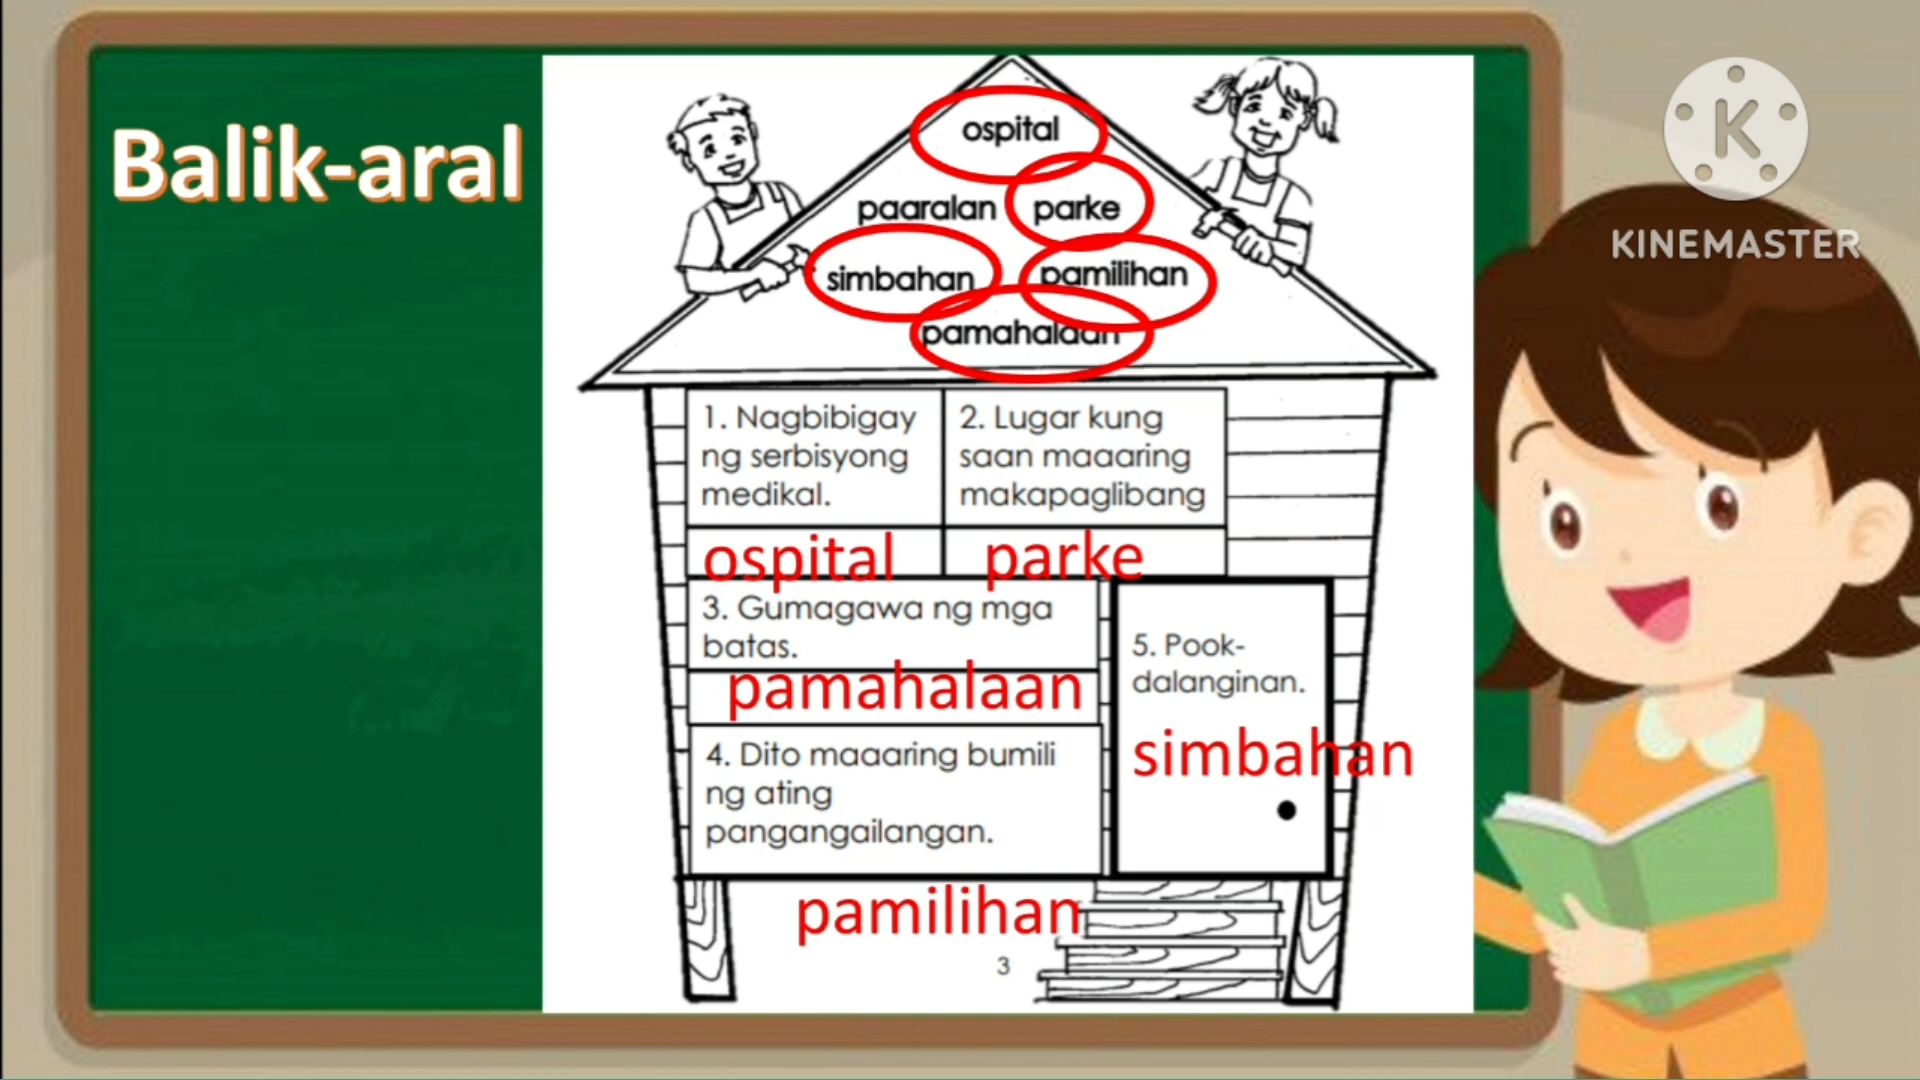 Balik-aral
ospital
paaralan parke
simbahan pamilihan
pamahalaan
1. Nagbibigay
ng serbisyong
medikal.
ospital
2. Lugar kung
saan maaaring
makapaglibang
parke
3. Gumagawa ng mga
batas.
pamahalaan
4. Dito maaaring bumili
ng ating
pangangailangan.
pamilihan
5. Pook-
dalanginan.
simbahan
3
K
KINEMASTER